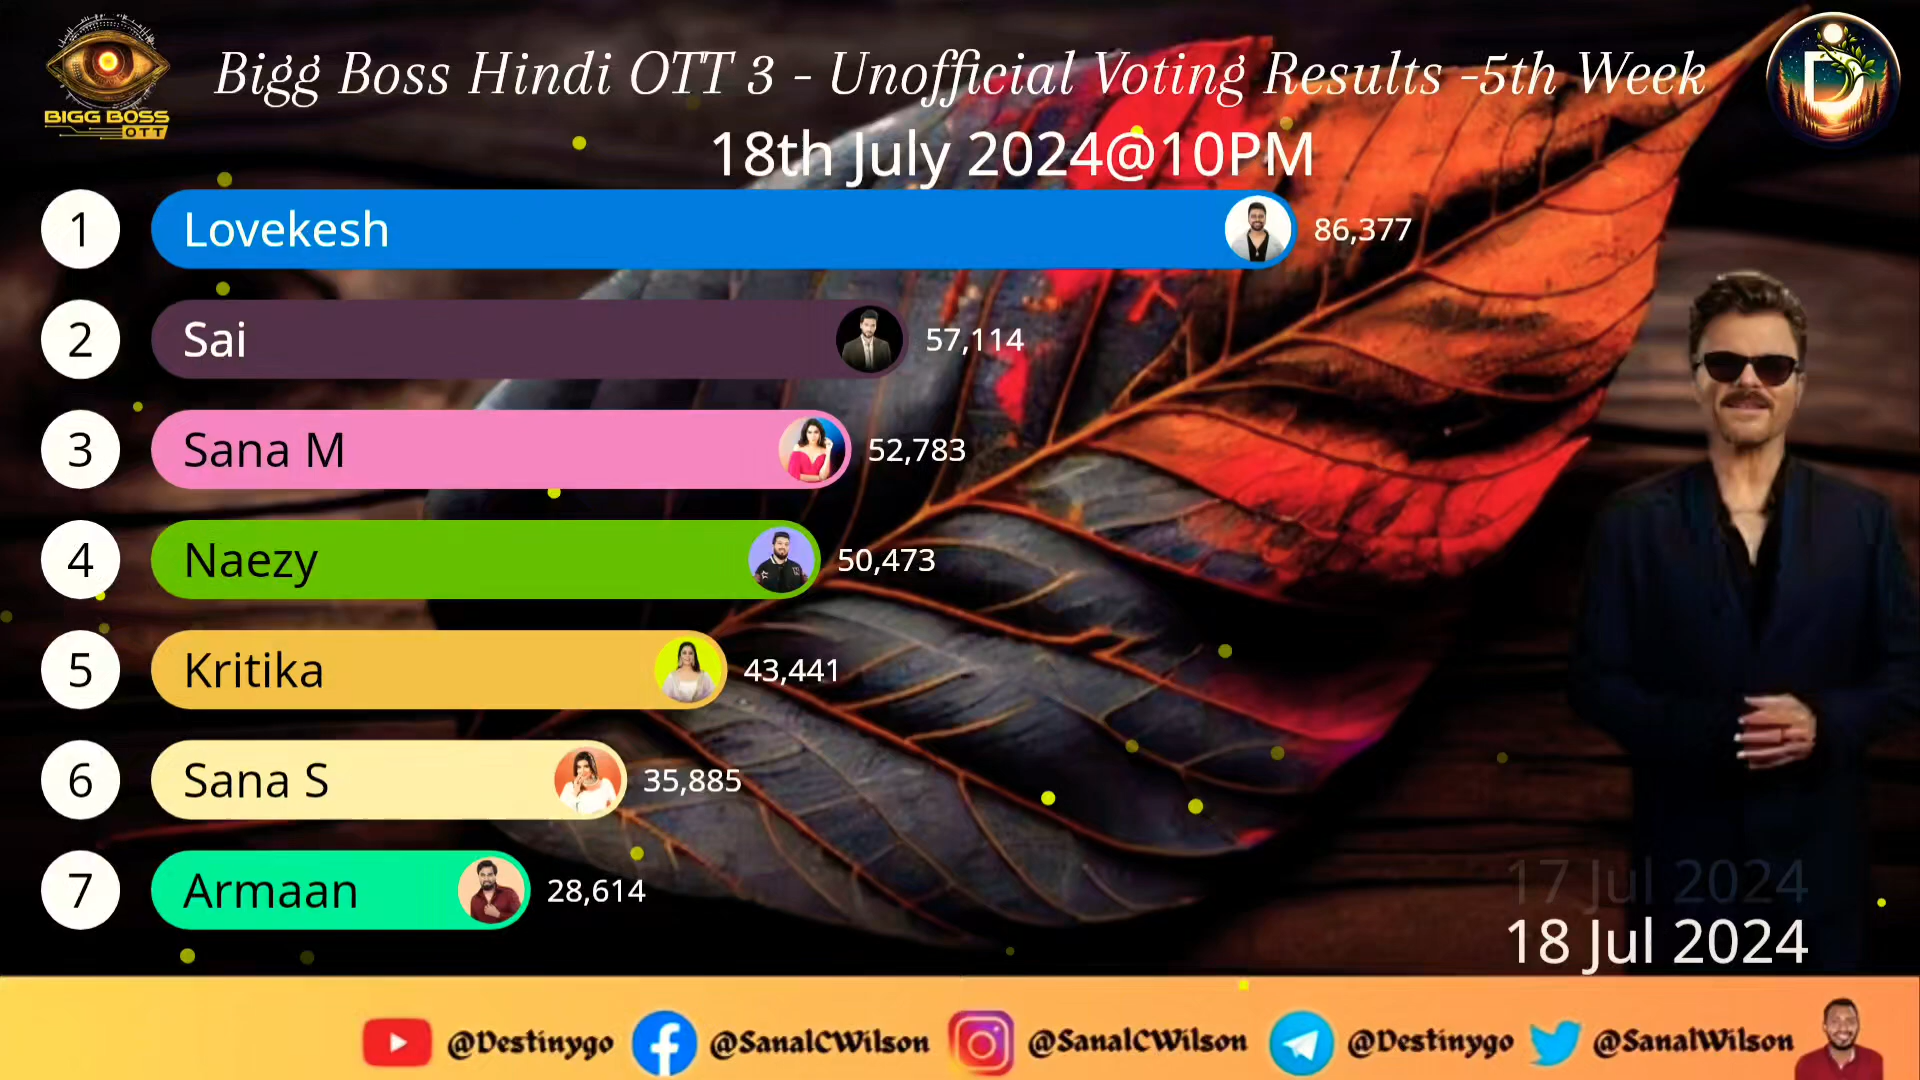 BIGG BOSS
OTT
Bigg Boss Hindi OTT 3 - Unofficial Voting Results -5th Week
D
18th July 2024@10PM
1 Lovekesh 86,377
2 Sai 57,114
3 Sana M 52,783
4 Naezy 50,473
5 Kritika 43,441
6 Sana S 35,885
7 Armaan 28,614
17 Jul 2024
18 Jul 2024
@Destinygo @SanalCWilson @SanalCWilson @Destinygo @SanalWilson